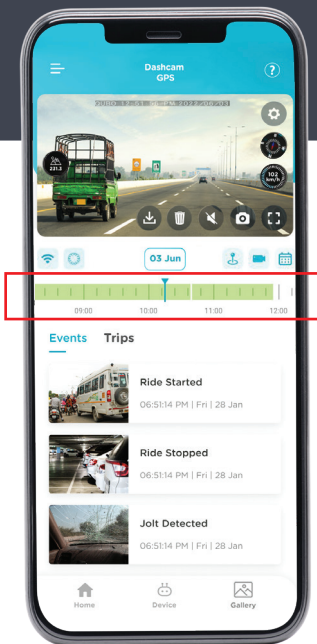 Dashcam
GPS
?
221.3
102
km/h
03 Jun
09:00
10:00
11:00
12:00
Events
Trips
Ride Started
06:51:14 PM | Fri | 28 Jan
Ride Stopped
06:51:14 PM | Fri | 28 Jan
Jolt Detected
06:51:14 PM | Fri | 28 Jan
Home
Device
Gallery